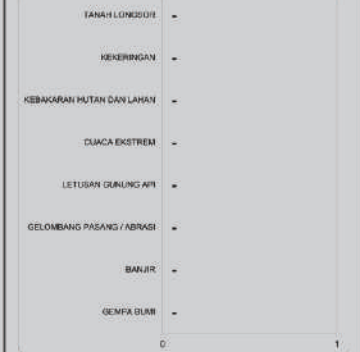 TANAH LONGSOR -
KEKERINGAN -
KEBAKARAN HUTAN DAN LAHAN -
CUACA EKSTREM -
LETUSAN GUNUNG API -
GELOMBANG PASANG / ABRASI -
BANJIR -
GEMPA BUMI -
0 1